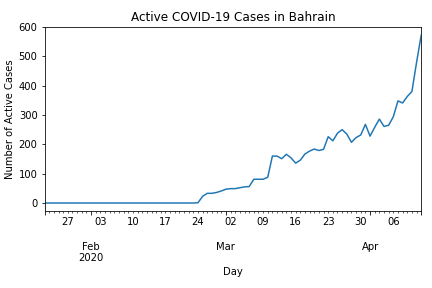 Active COVID-19 Cases in Bahrain
Number of Active Cases
600
500
400
300
200
100
0
27 03 10 17 24 02 09 16 23 30 06
Feb Mar Apr
2020
Day